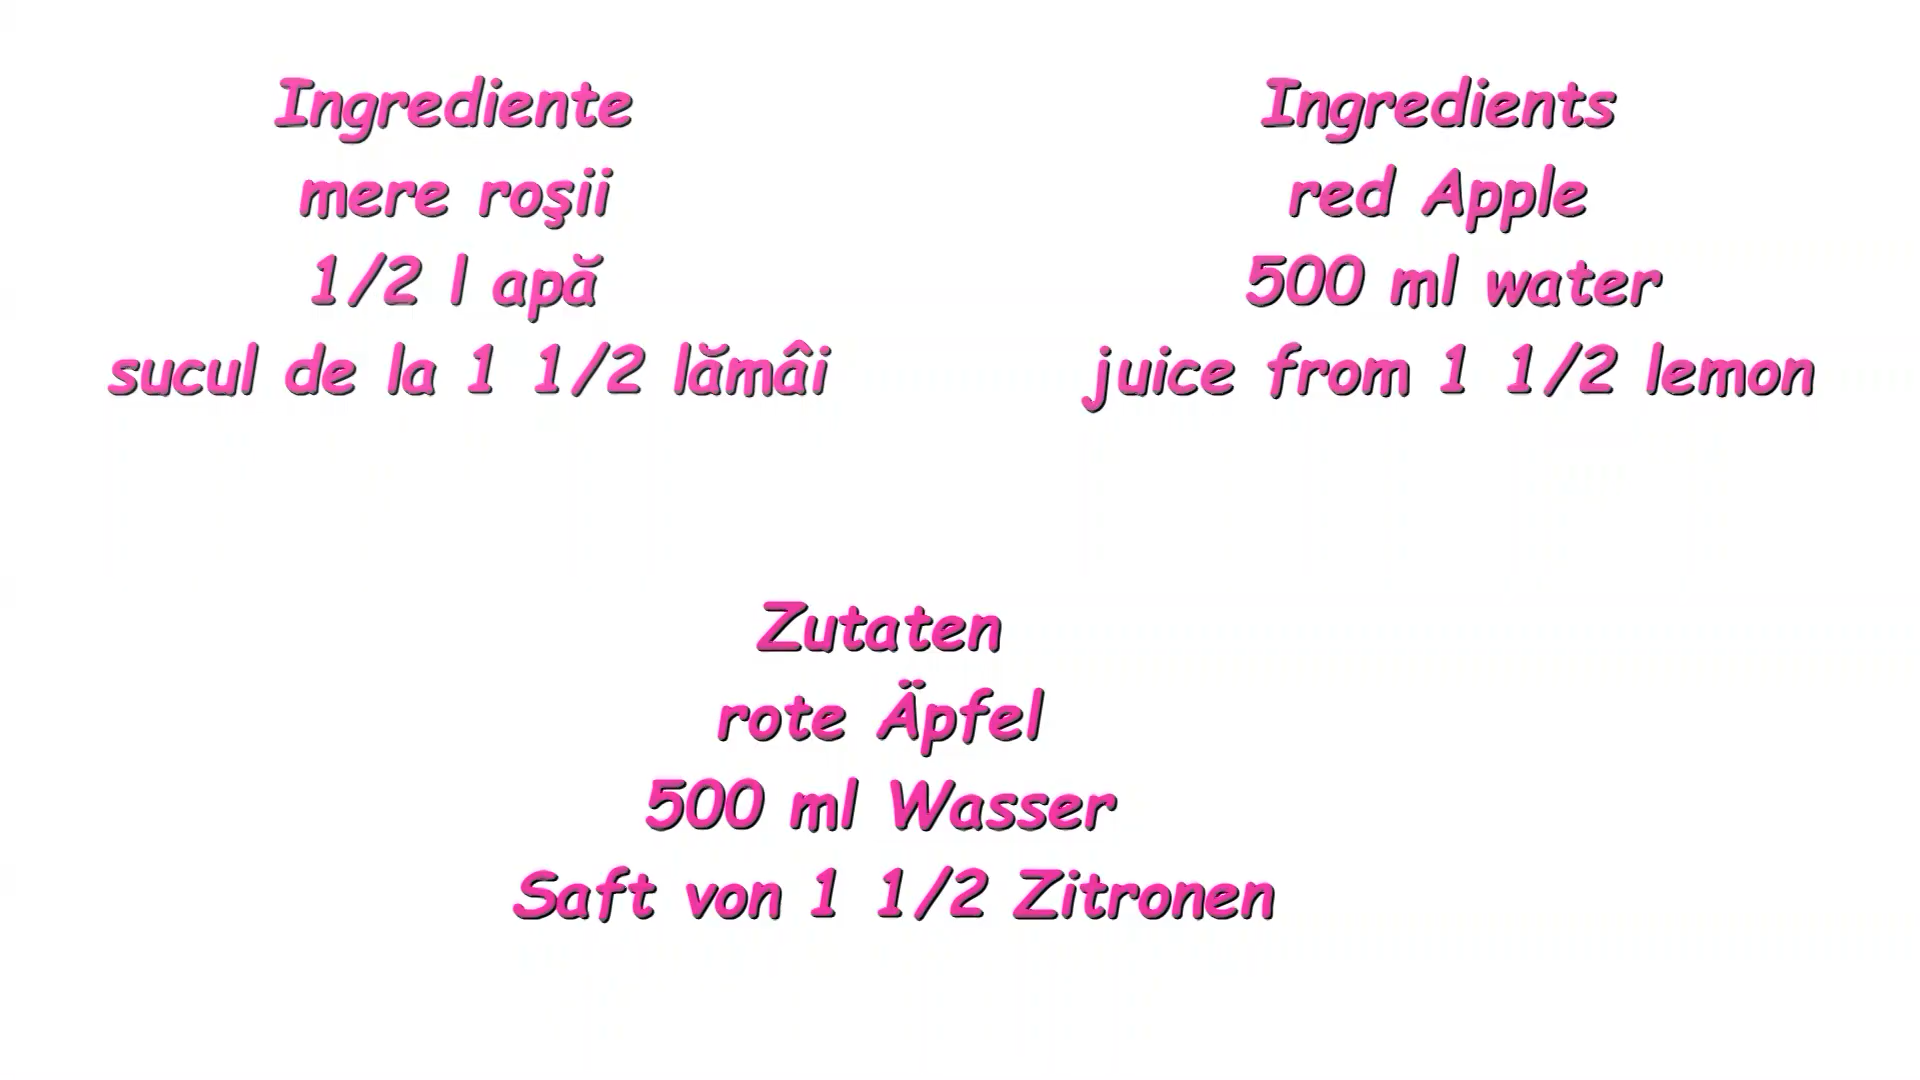 Ingrediente
mere roşii
1/2 l apă
sucul de la 1 1/2 lămâi
Ingredients
red Apple
500 ml water
juice from 1 1/2 lemon
Zutaten
rote Äpfel
500 ml Wasser
Saft von 1 1/2 Zitronen